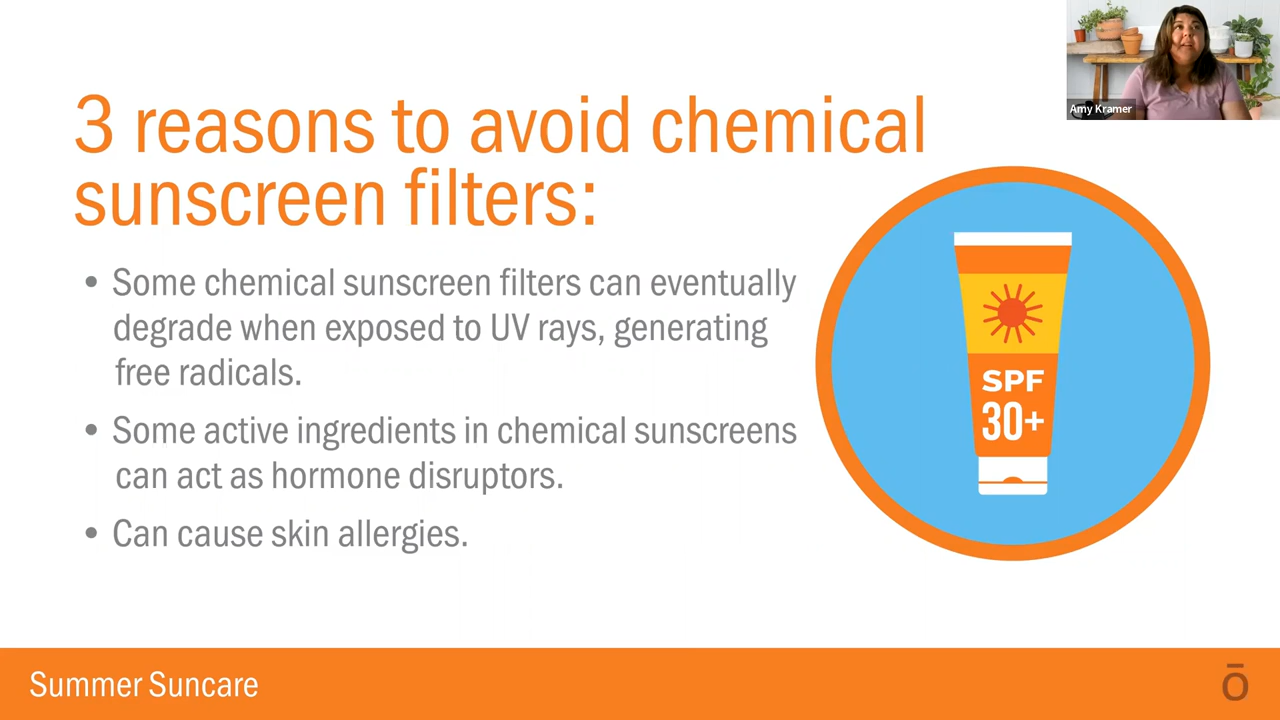 3 reasons to avoid chemical
sunscreen filters:
• Some chemical sunscreen filters can eventually
degrade when exposed to UV rays, generating
free radicals.
• Some active ingredients in chemical sunscreens
can act as hormone disruptors.
• Can cause skin allergies.
SPF
30+
Amy Kramer
Summer Suncare
ō